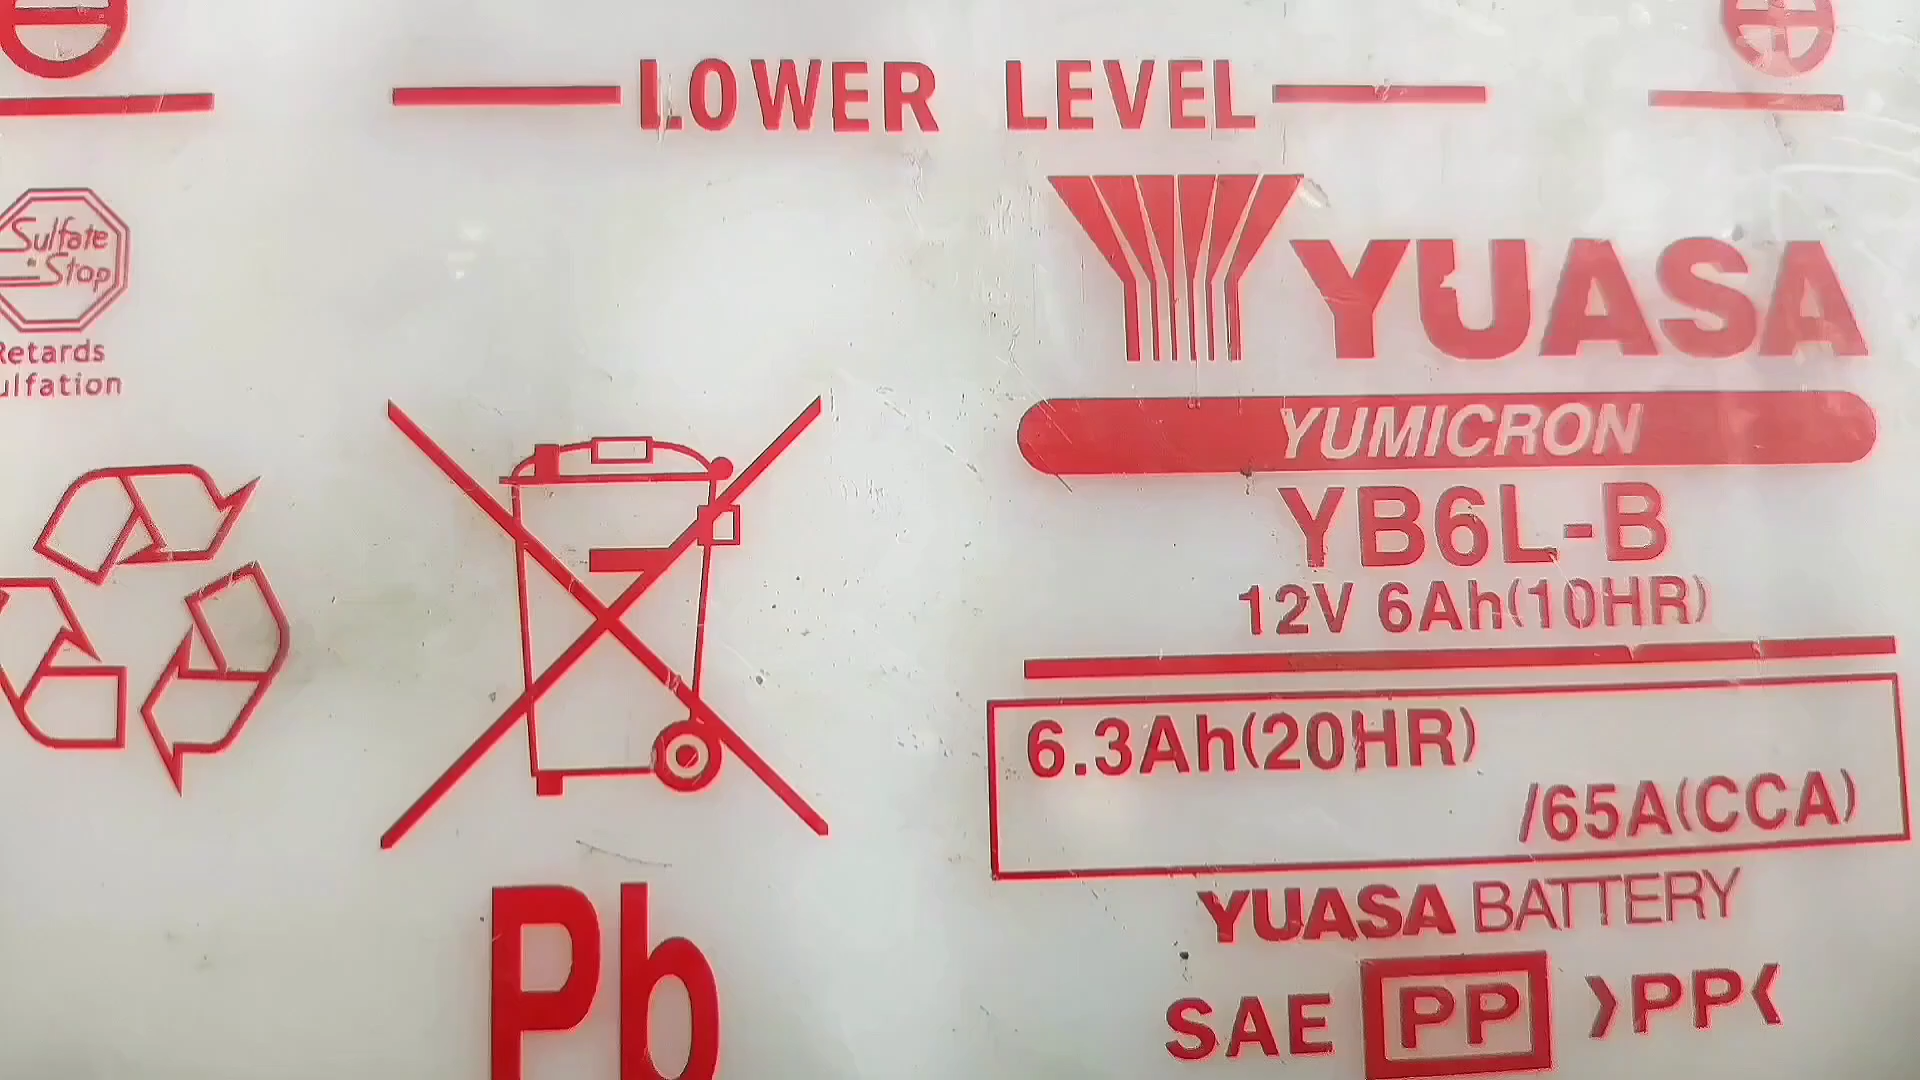 LOWER LEVEL
Sulfate
Stop
Retards
ulfation
YUASA
YUMICRON
YB6L-B
12V 6Ah(10HR)
6.3Ah(20HR)
/65A(CCA)
YUASA BATTERY
SAE PP >PP<
Pb